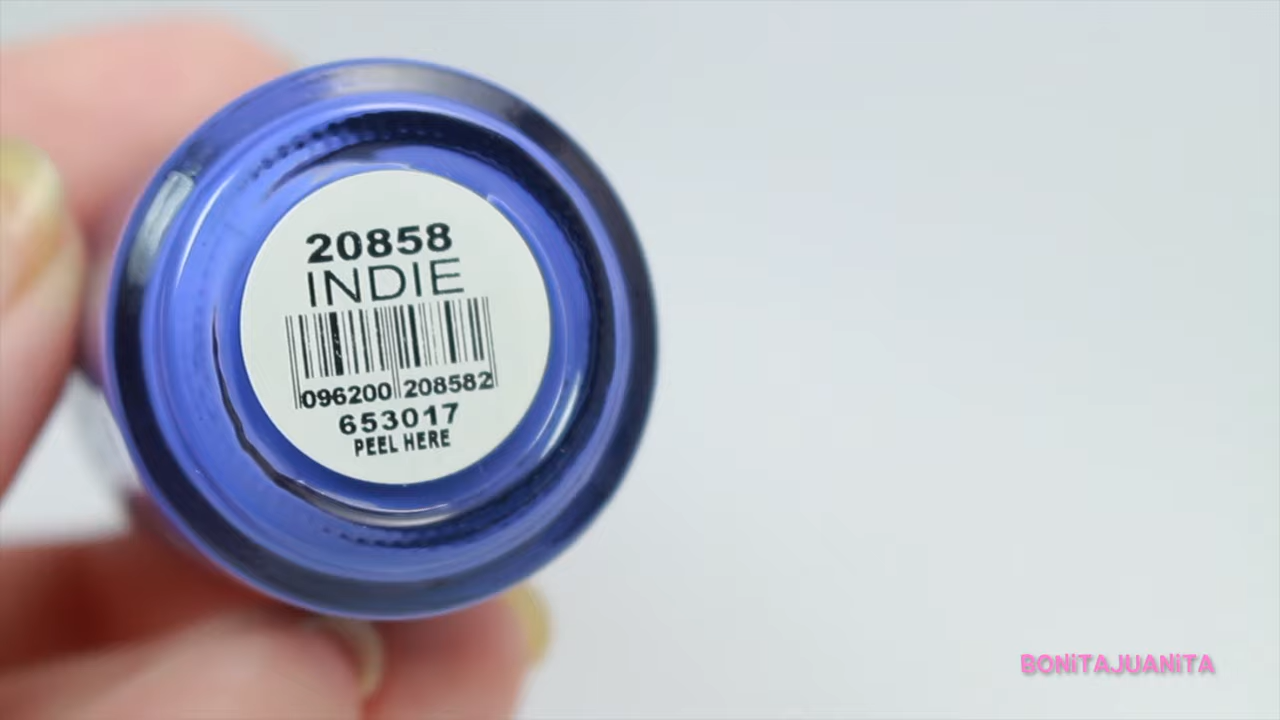 20858
INDIE
096200 208582
653017
PEEL HERE
BONiTAJUANiTA